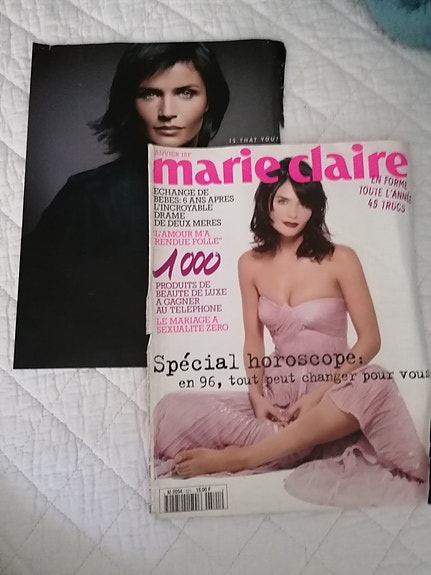 IS THAT YOU?
JANVIER 15F
marie claire
EN FORME
TOUTE L'ANNÉE
45 TRUCS
ECHANGE DE
BEBES: 6 ANS APRES
L'INCROYABLE
DRAME
DE DEUX MERES
"L'AMOUR M'A
RENDUE FOLLE"
1000
PRODUITS DE
BEAUTE DE LUXE
A GAGNER
AU TELEPHONE
LE MARIAGE A
SEXUALITE ZERO
Spécial horoscope:
en 96, tout peut changer pour vous
15,00 F